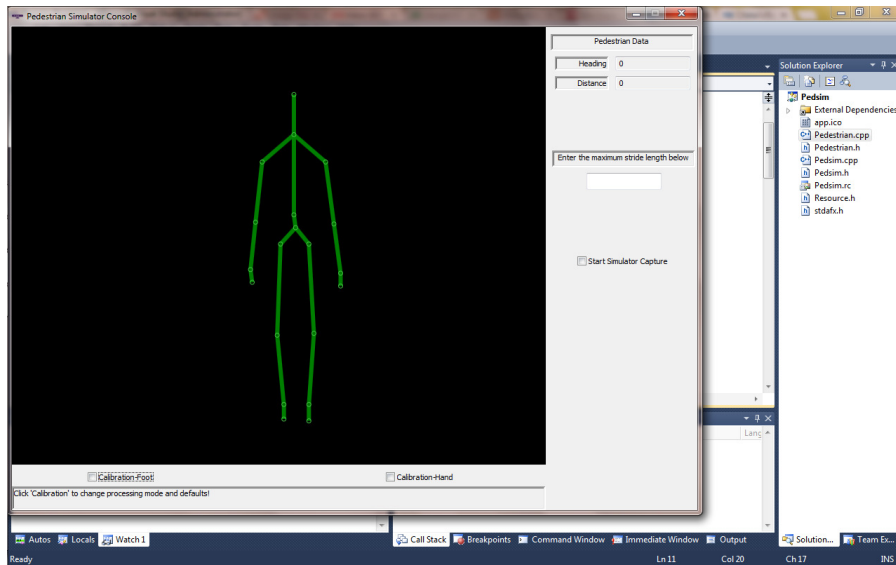 Pedestrian Simulator Console
Pedestrian Data
Heading 0
Distance 0
Enter the maximum stride length below
Start Simulator Capture
Calibration-Foot
Calibration-Hand
Click 'Calibration' to change processing mode and defaults!
Solution Explorer
Pedsim
External Dependencies
app.ico
Pedestrian.cpp
Pedestrian.h
Pedsim.cpp
Pedsim.h
Pedsim.rc
Resource.h
stdafx.h
Lang
Autos Locals Watch 1
Call Stack Breakpoints Command Window Immediate Window Output
Solution... Team Ex...
Ready Ln 11 Col 20 Ch 17 INS